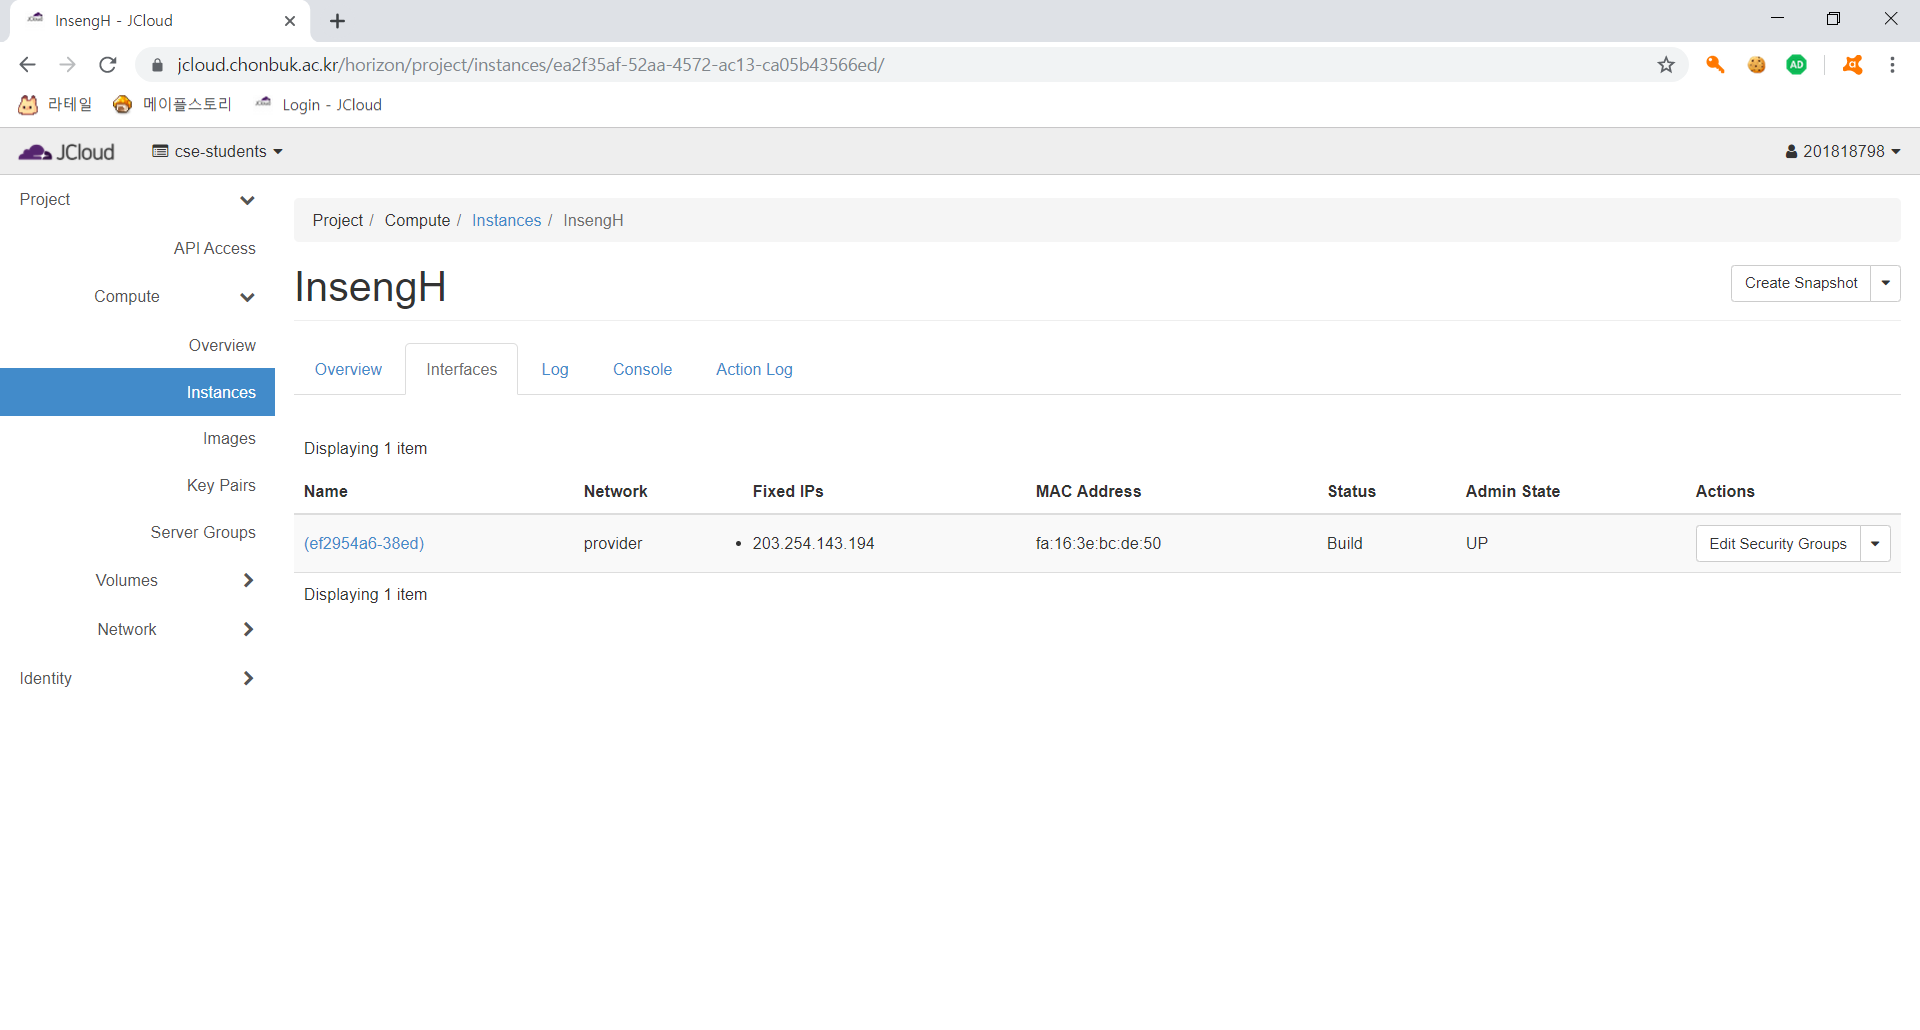 InsengH - JCloud
jcloud.chonbuk.ac.kr/horizon/project/instances/ea2f35af-52aa-4572-ac13-ca05b43566ed/
AD
a
라테일 메이플스토리 Login - JCloud
JCloud cse-students 201818798
Project
API Access
Compute
Overview
Instances
Images
Key Pairs
Server Groups
Volumes
Network
Identity
Project / Compute / Instances / InsengH
InsengH
Create Snapshot
Overview Interfaces Log Console Action Log
Displaying 1 item
Name Network Fixed IPs MAC Address Status Admin State Actions
(ef2954a6-38ed) provider • 203.254.143.194 fa:16:3e:bc:de:50 Build UP Edit Security Groups
Displaying 1 item